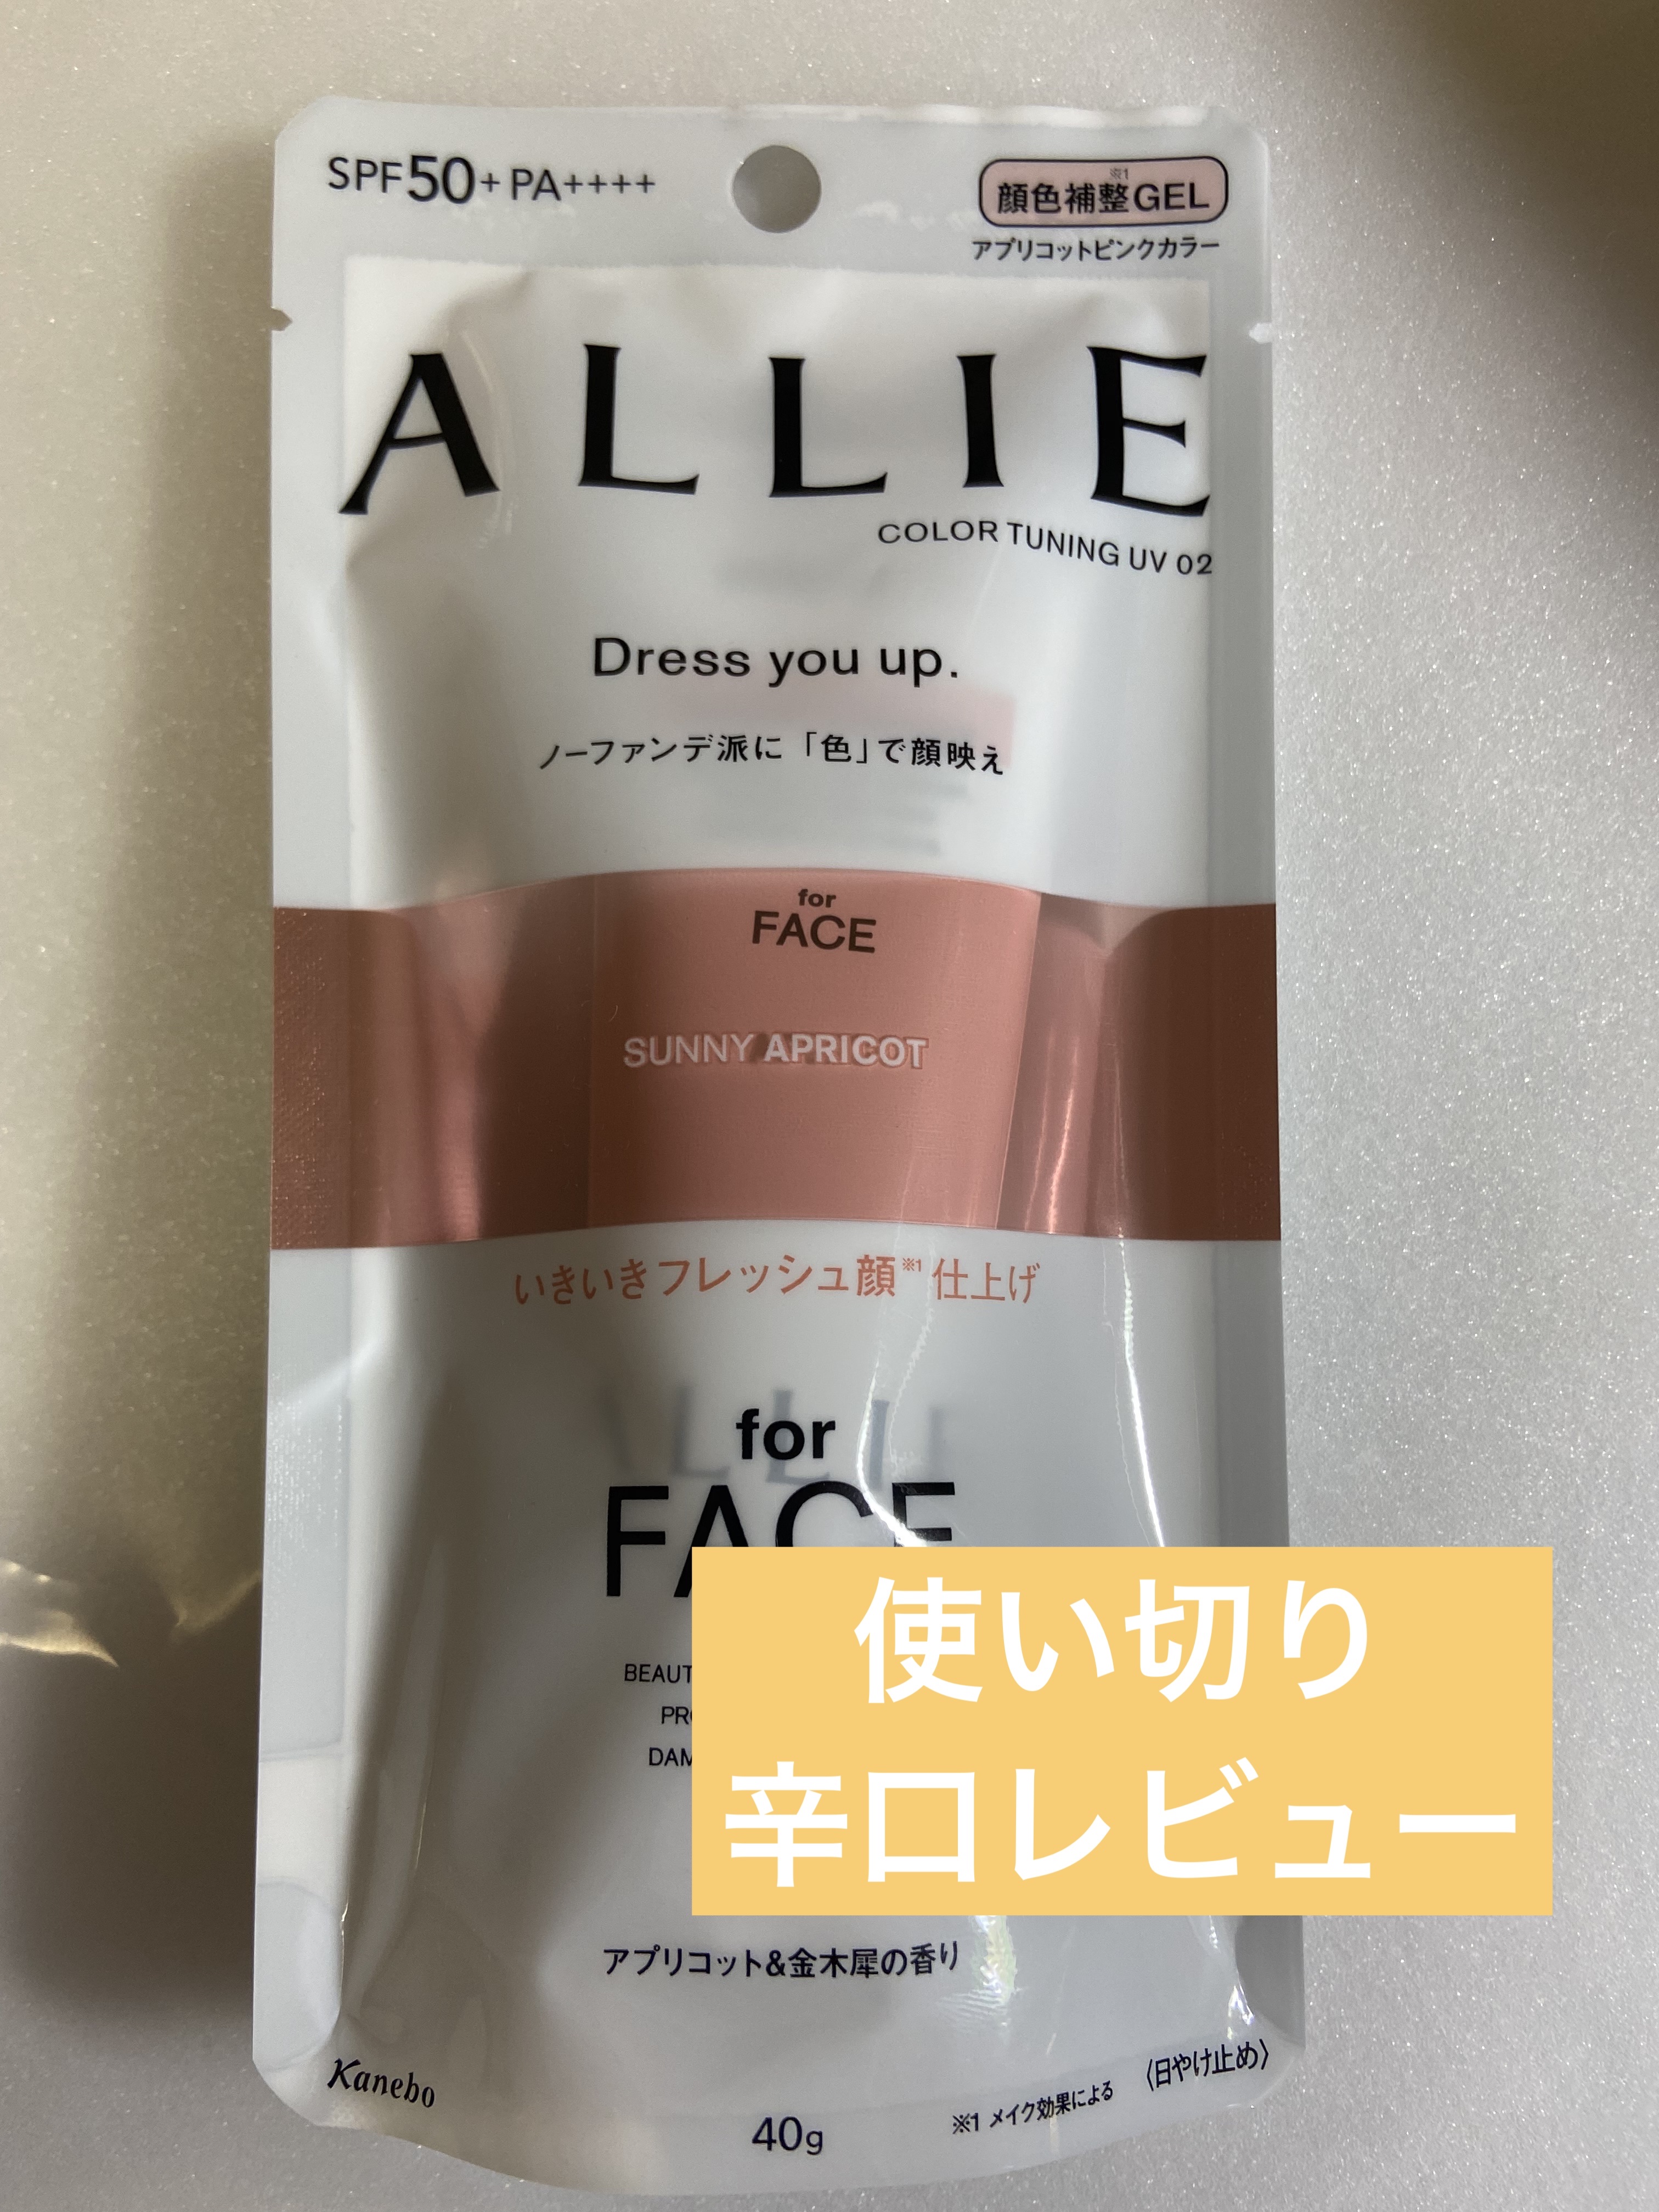 SPF50+ PA++++
※1
顔色補整GEL
アプリコットピンクカラー
ALLIE
COLOR TUNING UV 02
Dress you up.
ノーファンデ派に「色」で顔映え
for
FACE
SUNNY APRICOT
いきいきフレッシュ顔※1 仕上げ
for
FACE
使い切り
辛口レビュー
アプリコット&金木犀の香り
Kanebo
40g
※1 メイク効果による
〈日やけ止め〉